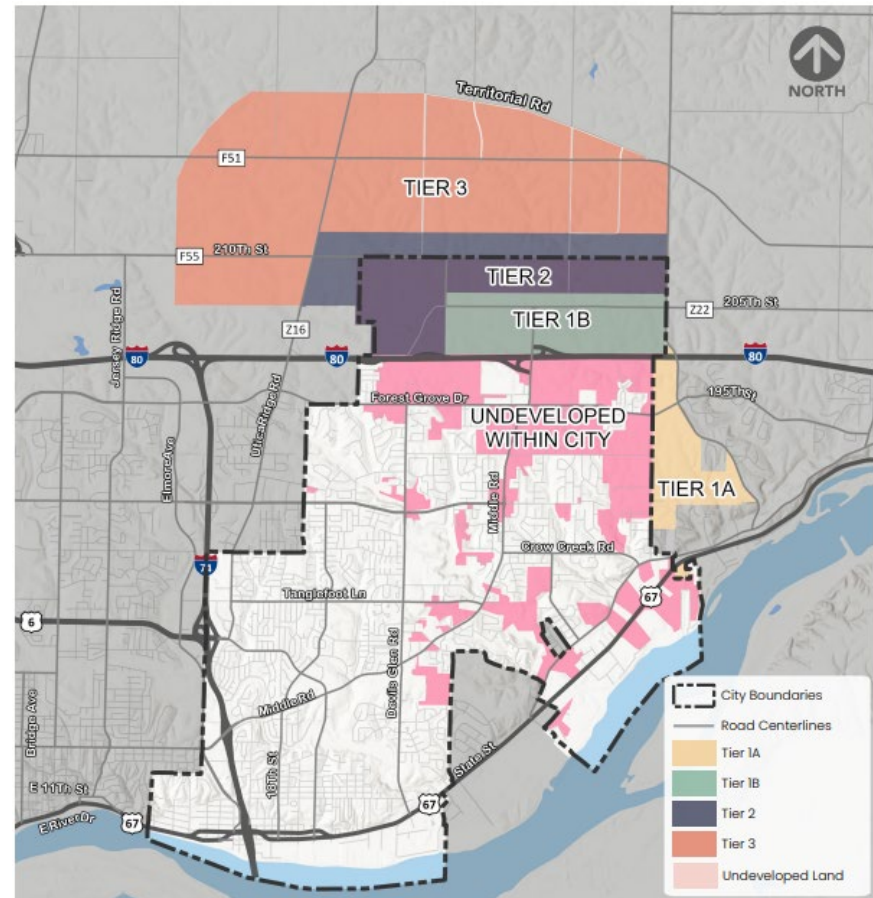 NORTH
Territorial Rd
F51
TIER 3
F55
210Th St
TIER 2
205Th St
Z22
TIER 1B
Z16
Jersey Ridge Rd
80
80
80
Utica Ridge Rd
Forest Grove Dr
195Th St
UNDEVELOPED
WITHIN CITY
Elmore Ave
TIER 1A
Middle Rd
Crow Creek Rd
71
Tanglefoot Ln
67
6
Devils Glen Rd
Middle Rd
Bridge Ave
18Th St
State St
E 11Th St
67
E River Dr
67
City Boundaries
Road Centerlines
Tier 1A
Tier 1B
Tier 2
Tier 3
Undeveloped Land